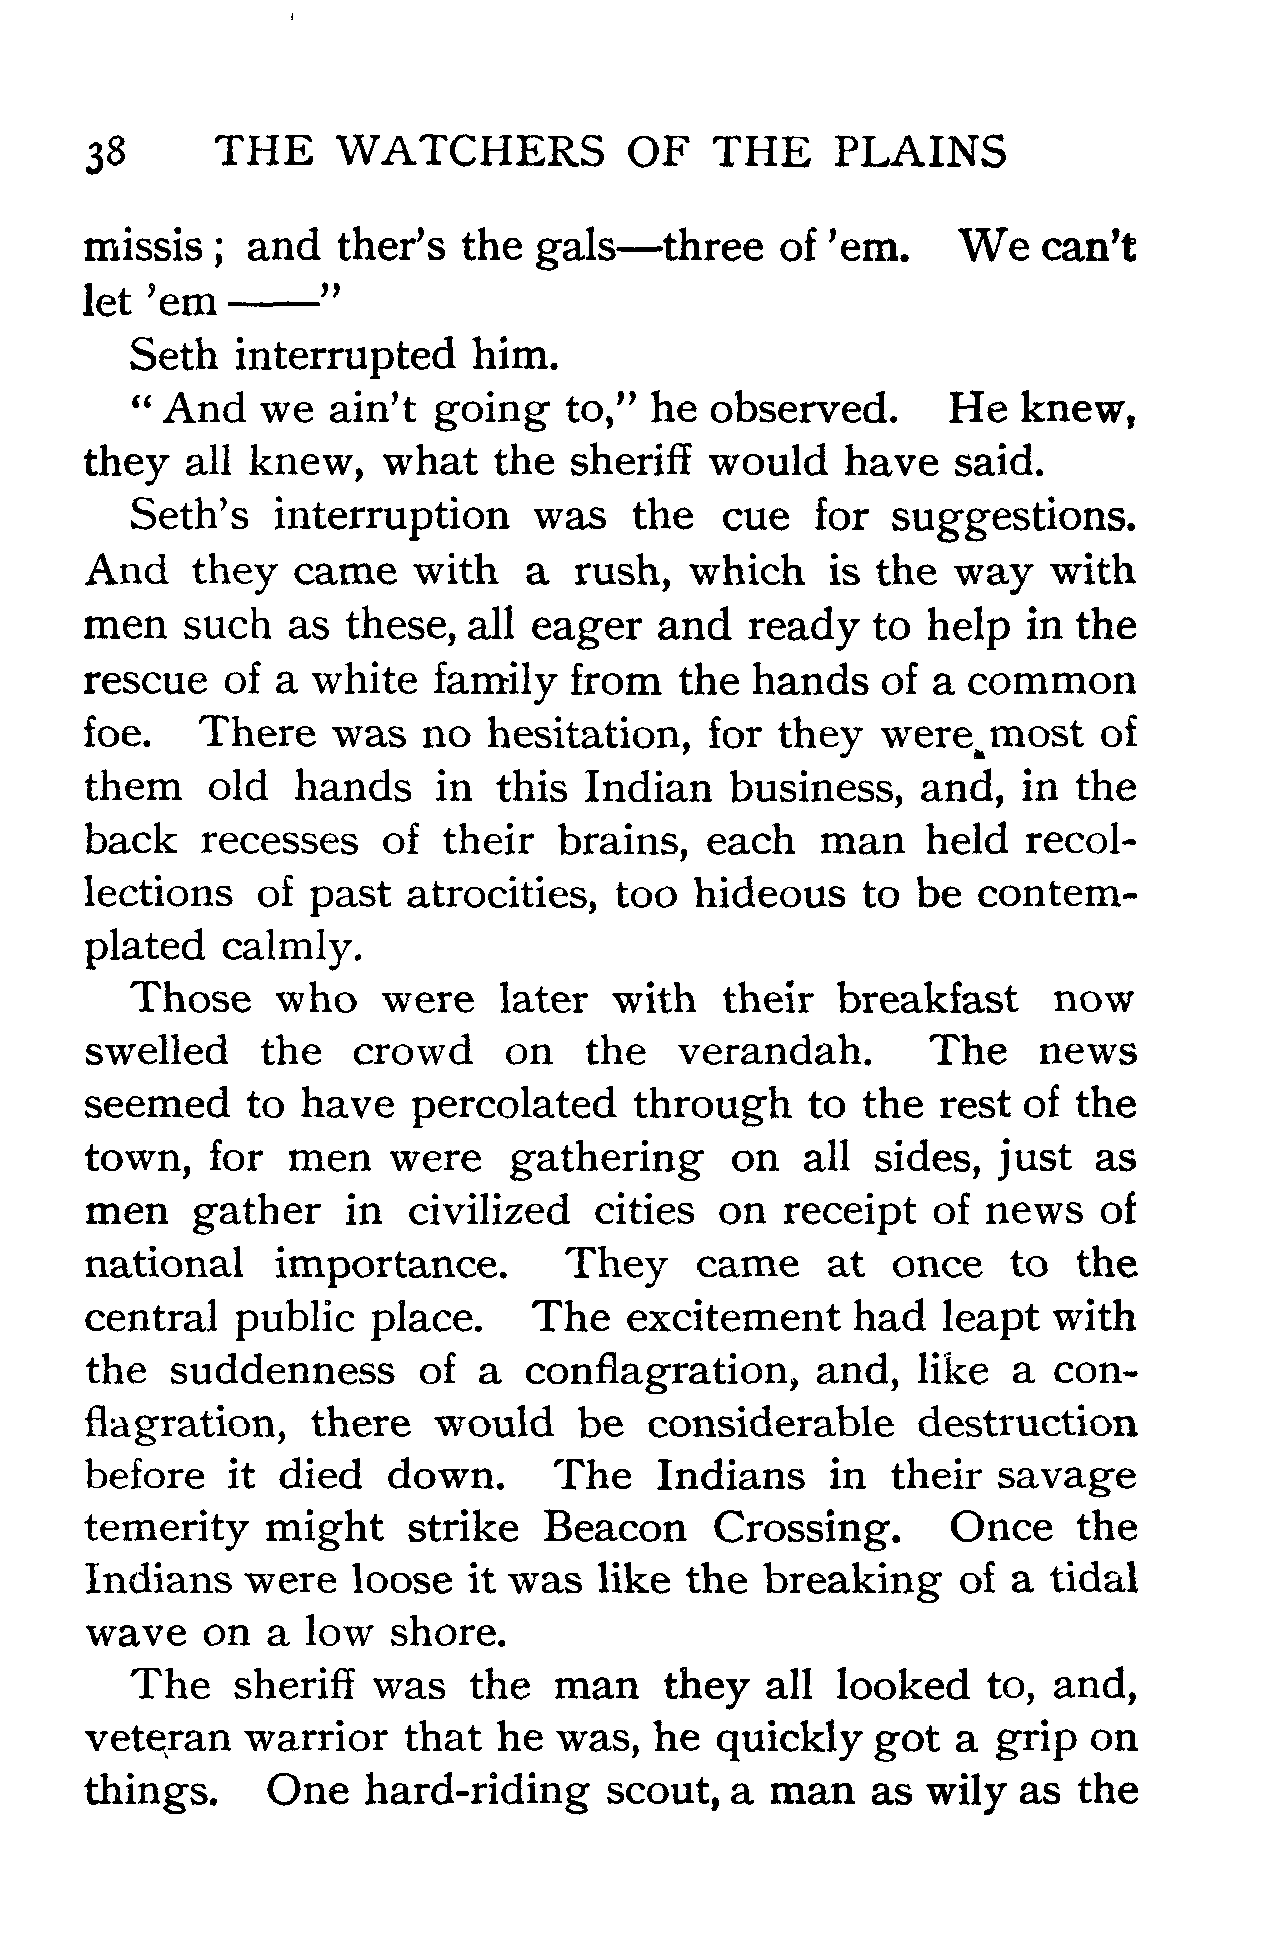 38 THE WATCHERS OF THE PLAINS
missis ; and ther's the gals—three of 'em. We can't
let 'em ——"
Seth interrupted him.
" And we ain't going to," he observed. He knew,
they all knew, what the sheriff would have said.
Seth's interruption was the cue for suggestions.
And they came with a rush, which is the way with
men such as these, all eager and ready to help in the
rescue of a white family from the hands of a common
foe. There was no hesitation, for they were most of
them old hands in this Indian business, and, in the
back recesses of their brains, each man held recol-
lections of past atrocities, too hideous to be contem-
plated calmly.
Those who were later with their breakfast now
swelled the crowd on the verandah. The news
seemed to have percolated through to the rest of the
town, for men were gathering on all sides, just as
men gather in civilized cities on receipt of news of
national importance. They came at once to the
central public place. The excitement had leapt with
the suddenness of a conflagration, and, like a con-
flagration, there would be considerable destruction
before it died down. The Indians in their savage
temerity might strike Beacon Crossing. Once the
Indians were loose it was like the breaking of a tidal
wave on a low shore.
The sheriff was the man they all looked to, and,
veteran warrior that he was, he quickly got a grip on
things. One hard-riding scout, a man as wily as the